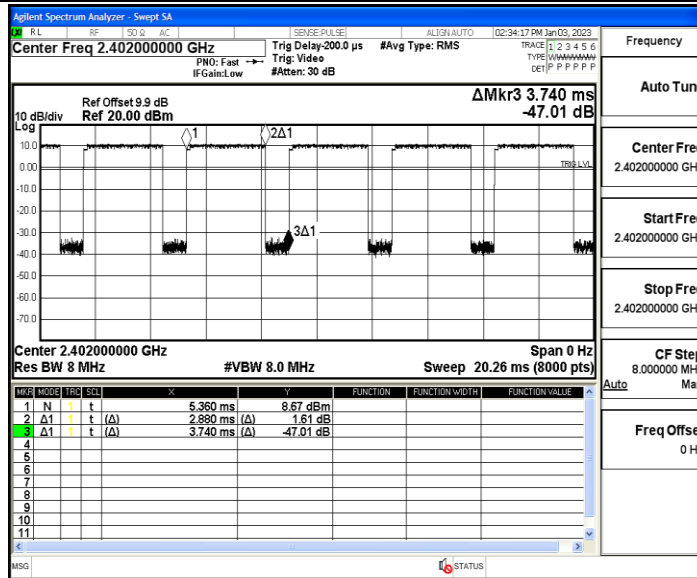 Agilent Spectrum Analyzer - Swept SA
RL RF 50 Ω AC SENSE:PULSE ALIGN AUTO 02:34:17 PM Jan 03, 2023
Center Freq 2.402000000 GHz
PNO: Fast
IFGain:Low
Trig Delay-200.0 µs
Trig: Video
#Atten: 30 dB
#Avg Type: RMS
TRACE 1 2 3 4 5 6
TYPE WWWWWW
DET P P P P P P
Ref Offset 9.9 dB
10 dB/div Ref 20.00 dBm
ΔMkr3 3.740 ms
-47.01 dB
Log
10.0
0.00
-10.0
-20.0
-30.0
-40.0
-50.0
-60.0
-70.0
1
2Δ1
TRIG LVL
3Δ1
Center 2.402000000 GHz Span 0 Hz
Res BW 8 MHz #VBW 8.0 MHz Sweep 20.26 ms (8000 pts)
MKR MODE TRC SCL X Y FUNCTION FUNCTION WIDTH FUNCTION VALUE
1 N 1 t 5.360 ms 8.67 dBm
2 Δ1 1 t (Δ) 2.880 ms (Δ) 1.61 dB
3 Δ1 1 t (Δ) 3.740 ms (Δ) -47.01 dB
4
5
6
7
8
9
10
11
MSG STATUS
Frequency
Auto Tun
Center Fre
2.402000000 GH
Start Fre
2.402000000 GH
Stop Fre
2.402000000 GH
CF Step
8.000000 MH
Auto Ma
Freq Offse
0 H